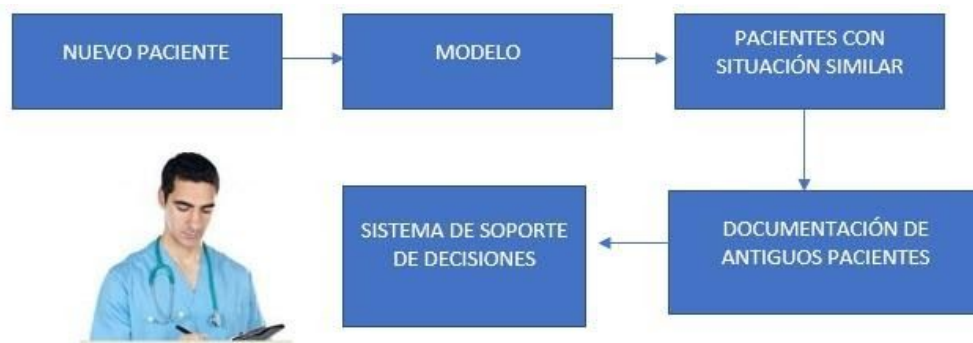 NUEVO PACIENTE
MODELO
PACIENTES CON
SITUACIÓN SIMILAR
SISTEMA DE SOPORTE
DE DECISIONES
DOCUMENTACIÓN DE
ANTIGUOS PACIENTES